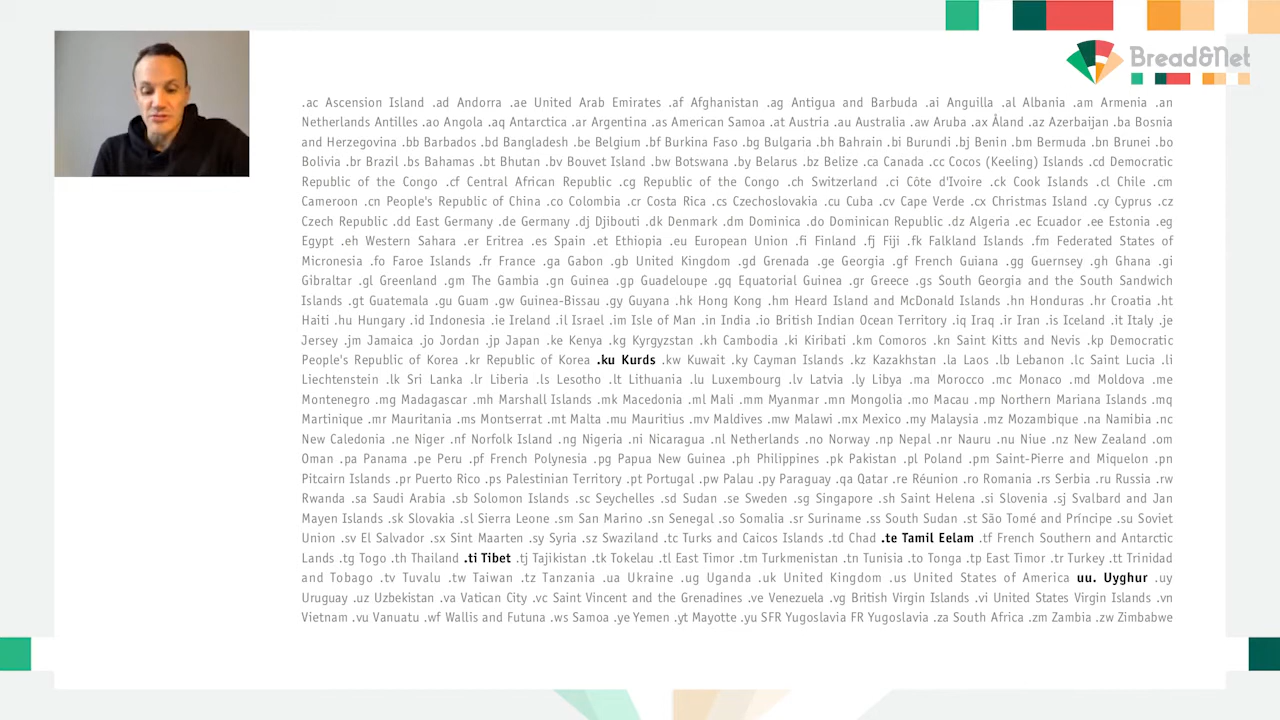 Bread&Net
.ac Ascension Island .ad Andorra .ae United Arab Emirates .af Afghanistan .ag Antigua and Barbuda .ai Anguilla .al Albania .am Armenia .an
Netherlands Antilles .ao Angola .aq Antarctica .ar Argentina .as American Samoa .at Austria .au Australia .aw Aruba .ax Åland .az Azerbaijan .ba Bosnia
and Herzegovina .bb Barbados .bd Bangladesh .be Belgium .bf Burkina Faso .bg Bulgaria .bh Bahrain .bi Burundi .bj Benin .bm Bermuda .bn Brunei .bo
Bolivia .br Brazil .bs Bahamas .bt Bhutan .bv Bouvet Island .bw Botswana .by Belarus .bz Belize .ca Canada .cc Cocos (Keeling) Islands .cd Democratic
Republic of the Congo .cf Central African Republic .cg Republic of the Congo .ch Switzerland .ci Côte d'Ivoire .ck Cook Islands .cl Chile .cm
Cameroon .cn People's Republic of China .co Colombia .cr Costa Rica .cs Czechoslovakia .cu Cuba .cv Cape Verde .cx Christmas Island .cy Cyprus .cz
Czech Republic .dd East Germany .de Germany .dj Djibouti .dk Denmark .dm Dominica .do Dominican Republic .dz Algeria .ec Ecuador .ee Estonia .eg
Egypt .eh Western Sahara .er Eritrea .es Spain .et Ethiopia .eu European Union .fi Finland .fj Fiji .fk Falkland Islands .fm Federated States of
Micronesia .fo Faroe Islands .fr France .ga Gabon .gb United Kingdom .gd Grenada .ge Georgia .gf French Guiana .gg Guernsey .gh Ghana .gi
Gibraltar .gl Greenland .gm The Gambia .gn Guinea .gp Guadeloupe .gq Equatorial Guinea .gr Greece .gs South Georgia and the South Sandwich
Islands .gt Guatemala .gu Guam .gw Guinea-Bissau .gy Guyana .hk Hong Kong .hm Heard Island and McDonald Islands .hn Honduras .hr Croatia .ht
Haiti .hu Hungary .id Indonesia .ie Ireland .il Israel .im Isle of Man .in India .io British Indian Ocean Territory .iq Iraq .ir Iran .is Iceland .it Italy .je
Jersey .jm Jamaica .jo Jordan .jp Japan .ke Kenya .kg Kyrgyzstan .kh Cambodia .ki Kiribati .km Comoros .kn Saint Kitts and Nevis .kp Democratic
People's Republic of Korea .kr Republic of Korea .ku Kurds .kw Kuwait .ky Cayman Islands .kz Kazakhstan .la Laos .lb Lebanon .lc Saint Lucia .li
Liechtenstein .lk Sri Lanka .lr Liberia .ls Lesotho .lt Lithuania .lu Luxembourg .lv Latvia .ly Libya .ma Morocco .mc Monaco .md Moldova .me
Montenegro .mg Madagascar .mh Marshall Islands .mk Macedonia .ml Mali .mm Myanmar .mn Mongolia .mo Macau .mp Northern Mariana Islands .mq
Martinique .mr Mauritania .ms Montserrat .mt Malta .mu Mauritius .mv Maldives .mw Malawi .mx Mexico .my Malaysia .mz Mozambique .na Namibia .nc
New Caledonia .ne Niger .nf Norfolk Island .ng Nigeria .ni Nicaragua .nl Netherlands .no Norway .np Nepal .nr Nauru .nu Niue .nz New Zealand .om
Oman .pa Panama .pe Peru .pf French Polynesia .pg Papua New Guinea .ph Philippines .pk Pakistan .pl Poland .pm Saint-Pierre and Miquelon .pn
Pitcairn Islands .pr Puerto Rico .ps Palestinian Territory .pt Portugal .pw Palau .py Paraguay .qa Qatar .re Réunion .ro Romania .rs Serbia .ru Russia .rw
Rwanda .sa Saudi Arabia .sb Solomon Islands .sc Seychelles .sd Sudan .se Sweden .sg Singapore .sh Saint Helena .si Slovenia .sj Svalbard and Jan
Mayen Islands .sk Slovakia .sl Sierra Leone .sm San Marino .sn Senegal .so Somalia .sr Suriname .ss South Sudan .st São Tomé and Príncipe .su Soviet
Union .sv El Salvador .sx Sint Maarten .sy Syria .sz Swaziland .tc Turks and Caicos Islands .td Chad .te Tamil Eelam .tf French Southern and Antarctic
Lands .tg Togo .th Thailand .ti Tibet .tj Tajikistan .tk Tokelau .tl East Timor .tm Turkmenistan .tn Tunisia .to Tonga .tp East Timor .tr Turkey .tt Trinidad
and Tobago .tv Tuvalu .tw Taiwan .tz Tanzania .ua Ukraine .ug Uganda .uk United Kingdom .us United States of America uu. Uyghur .uy
Uruguay .uz Uzbekistan .va Vatican City .vc Saint Vincent and the Grenadines .ve Venezuela .vg British Virgin Islands .vi United States Virgin Islands .vn
Vietnam .vu Vanuatu .wf Wallis and Futuna .ws Samoa .ye Yemen .yt Mayotte .yu SFR Yugoslavia FR Yugoslavia .za South Africa .zm Zambia .zw Zimbabwe